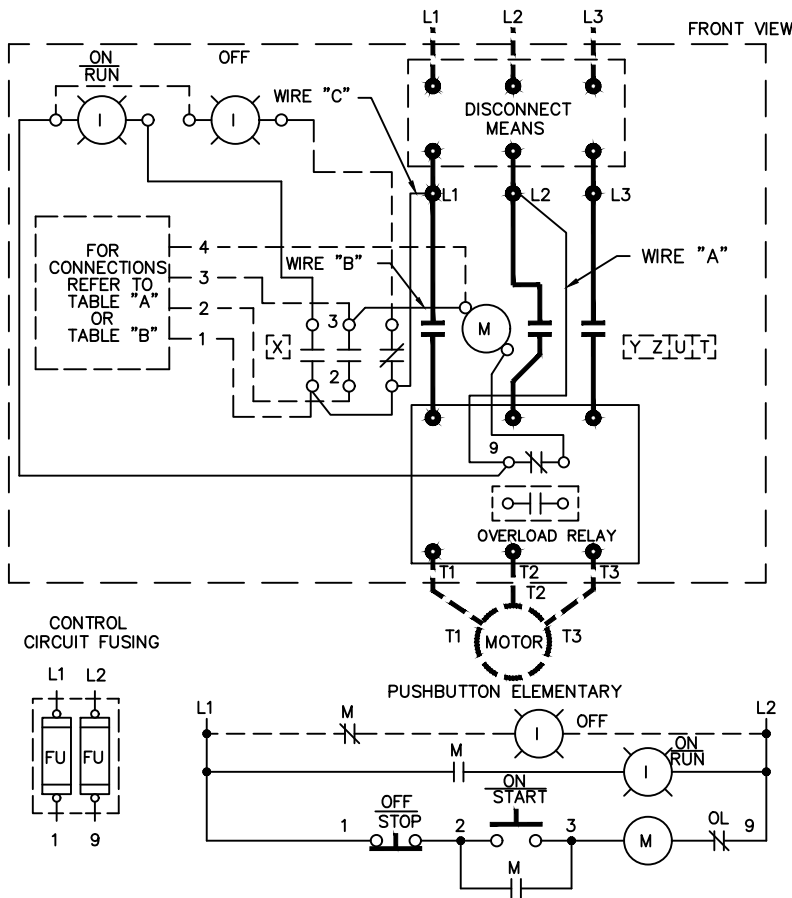 L1 L2 L3
FRONT VIEW
ON
RUN
OFF
WIRE "C"
DISCONNECT
MEANS
I I
L1 L2 L3
FOR
CONNECTIONS
REFER TO
TABLE "A"
OR
TABLE "B"
4
3
2
1
WIRE "B"
WIRE "A"
X
3
2
M
Y Z U T
9
OVERLOAD RELAY
T1 T2 T3
T2
T1 MOTOR T3
CONTROL
CIRCUIT FUSING
L1 L2
FU FU
1 9
PUSHBUTTON ELEMENTARY
L1 L2
M I OFF
M I ON
RUN
OFF
STOP
ON
START
1 2 3 M OL 9
M